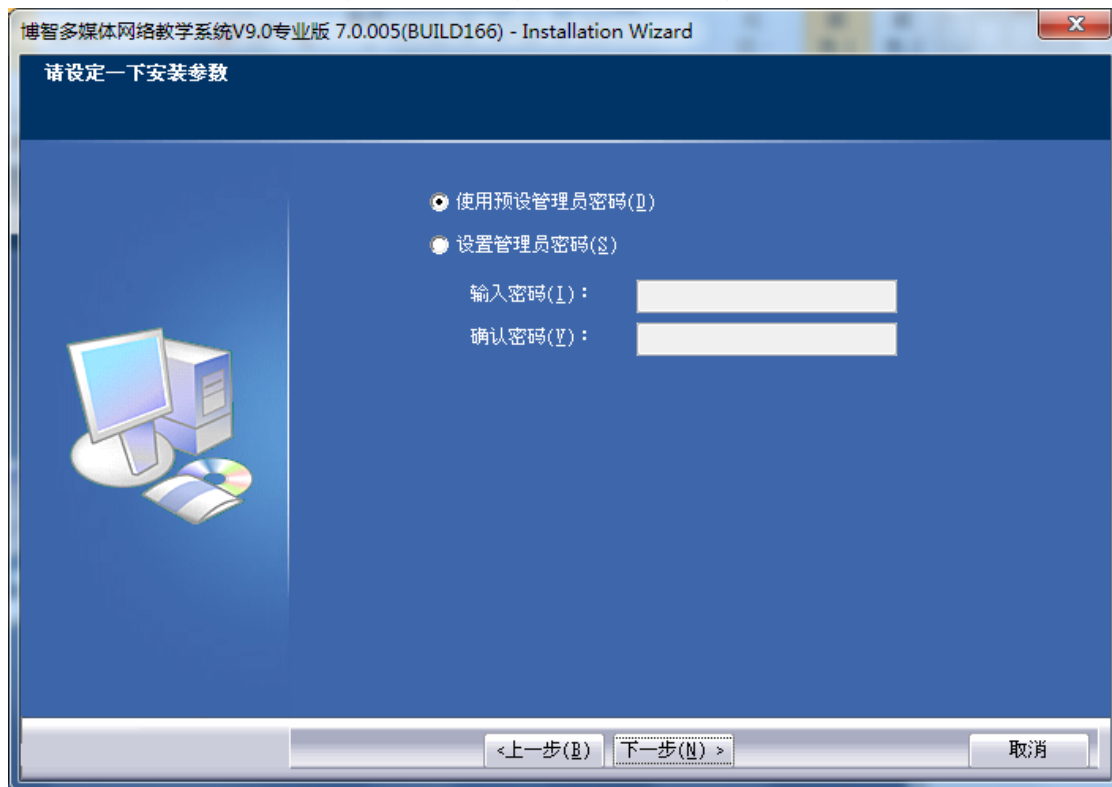 博智多媒体网络教学系统V9.0专业版 7.0.005(BUILD166) - Installation Wizard
请设定一下安装参数
使用预设管理员密码(D)
设置管理员密码(S)
输入密码(I)：
确认密码(V)：
<上一步(B)
下一步(N) >
取消